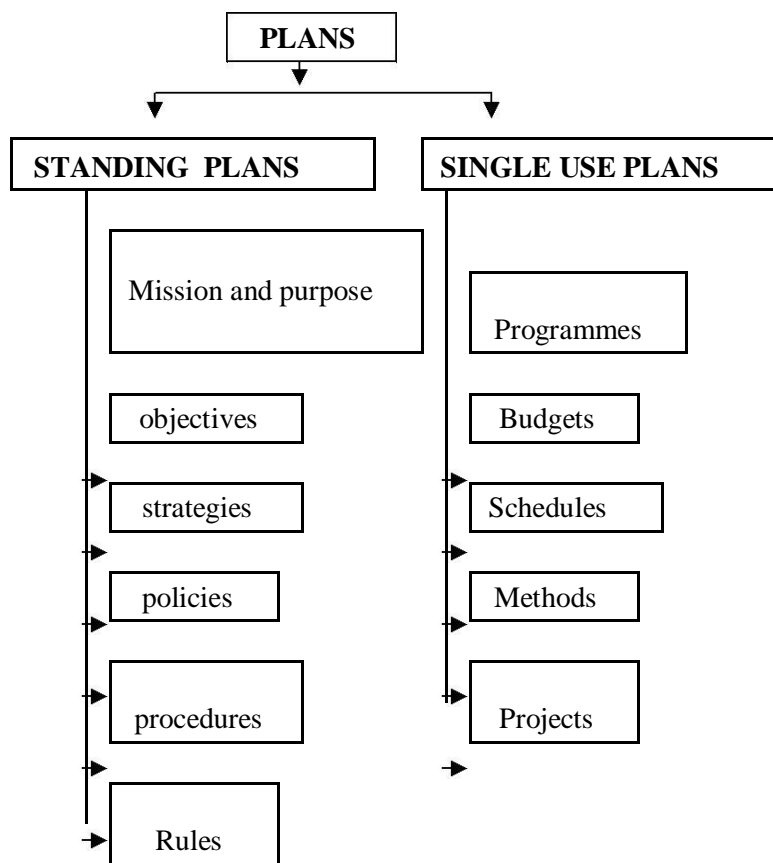 PLANS
STANDING PLANS
SINGLE USE PLANS
Mission and purpose
Programmes
objectives
Budgets
strategies
Schedules
policies
Methods
procedures
Projects
Rules